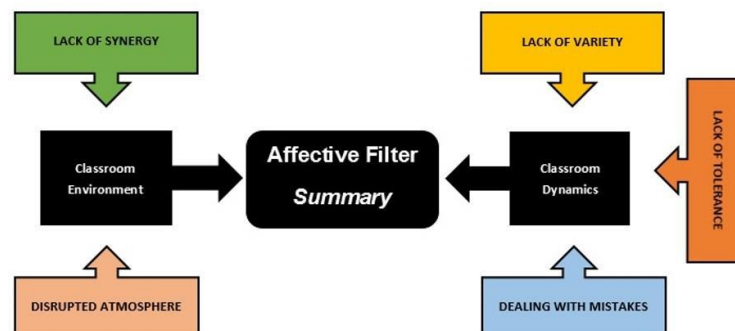 LACK OF SYNERGY
LACK OF VARIETY
LACK OF TOLERANCE
Classroom
Environment
Affective Filter
Summary
Classroom
Dynamics
DISRUPTED ATMOSPHERE
DEALING WITH MISTAKES